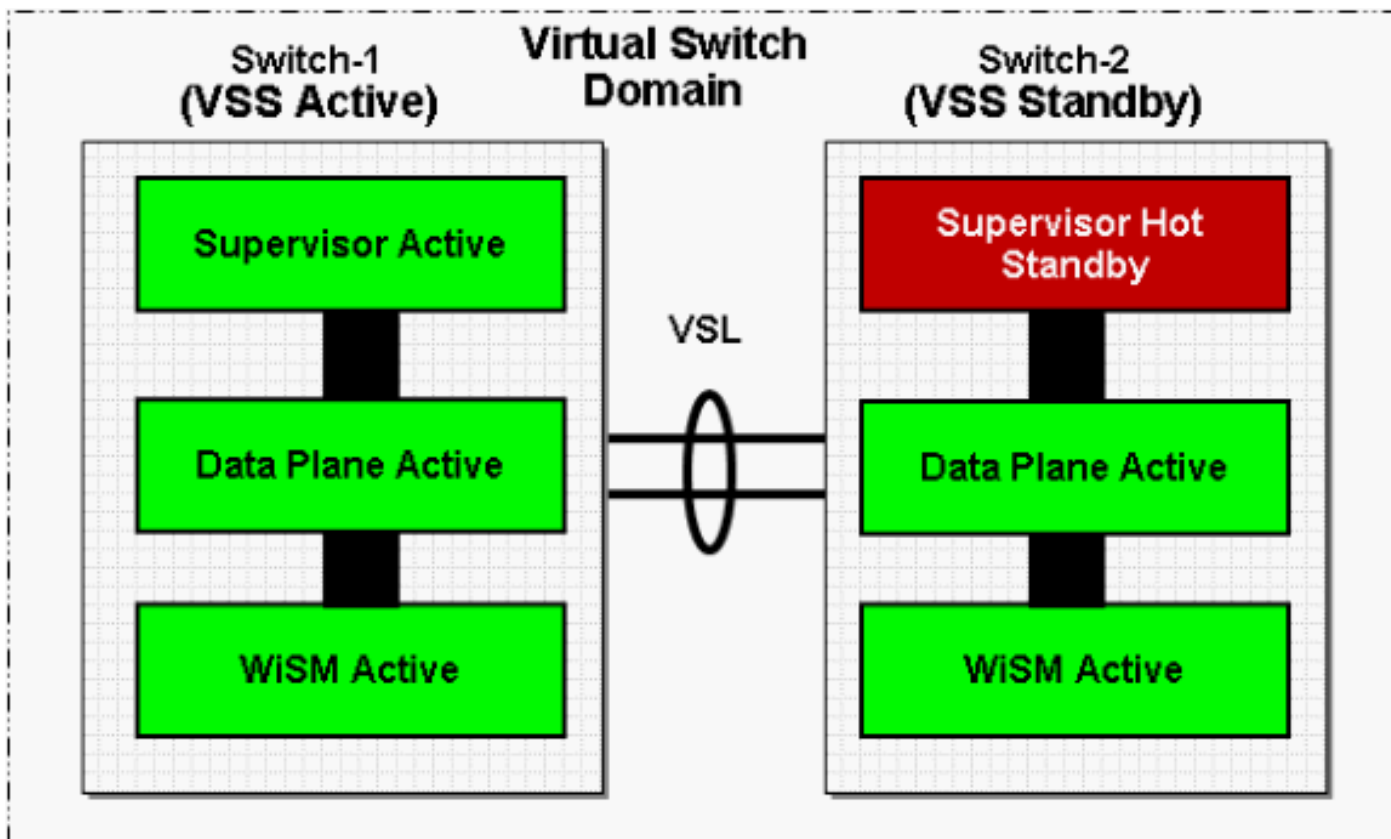 Virtual Switch
Domain
Switch-1
(VSS Active)
Switch-2
(VSS Standby)
Supervisor Active
Supervisor Hot
Standby
VSL
Data Plane Active
Data Plane Active
WiSM Active
WiSM Active